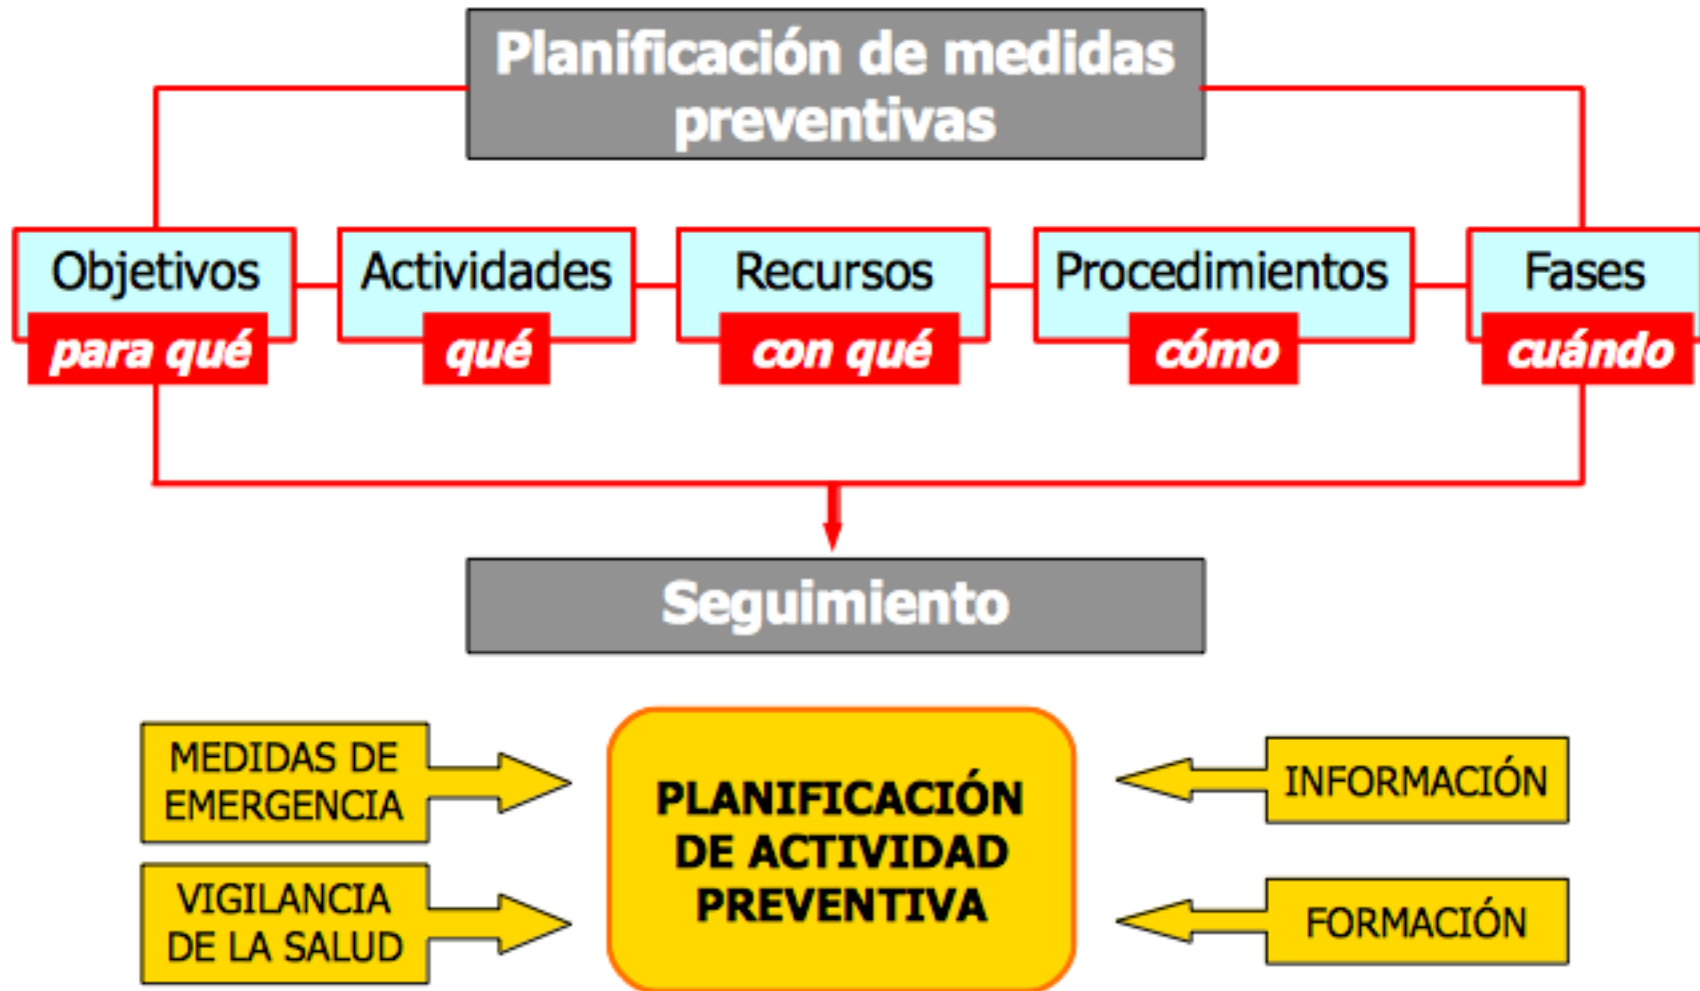 Planificación de medidas
preventivas
Objetivos
para qué
Actividades
qué
Recursos
con qué
Procedimientos
cómo
Fases
cuándo
Seguimiento
MEDIDAS DE
EMERGENCIA
VIGILANCIA
DE LA SALUD
PLANIFICACIÓN
DE ACTIVIDAD
PREVENTIVA
INFORMACIÓN
FORMACIÓN